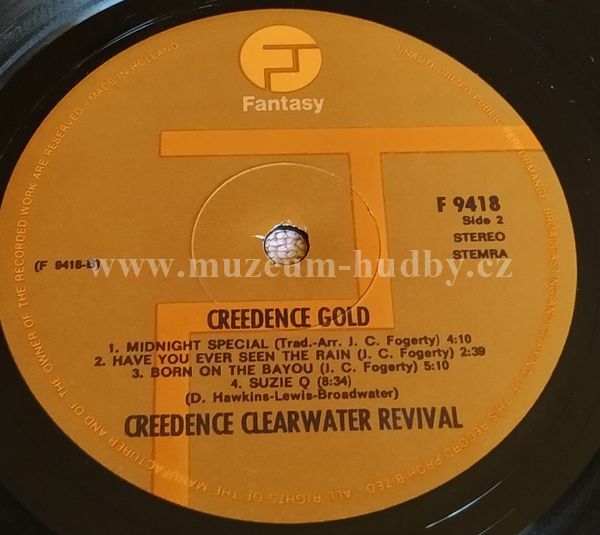 Fantasy
F 9418
Side 2
STEREO
STEMRA
(F 9418-B)
www.muzeum-hudby.cz
CREEDENCE GOLD
1. MIDNIGHT SPECIAL (Trad.-Arr. J. C. Fogerty) 4:10
2. HAVE YOU EVER SEEN THE RAIN (J. C. Fogerty) 2:39
3. BORN ON THE BAYOU (J. C. Fogerty) 5:10
4. SUZIE Q (8:34)
(D. Hawkins-Lewis-Broadwater)
CREEDENCE CLEARWATER REVIVAL
ALL RIGHTS OF THE MANUFACTURER AND OF THE OWNER OF THE RECORDED WORK ARE RESERVED - MADE IN HOLLAND
UNAUTHORIZED PUBLIC PERFORMANCE BROADCASTING AND COPYING OF THIS RECORD PROHIBITED -